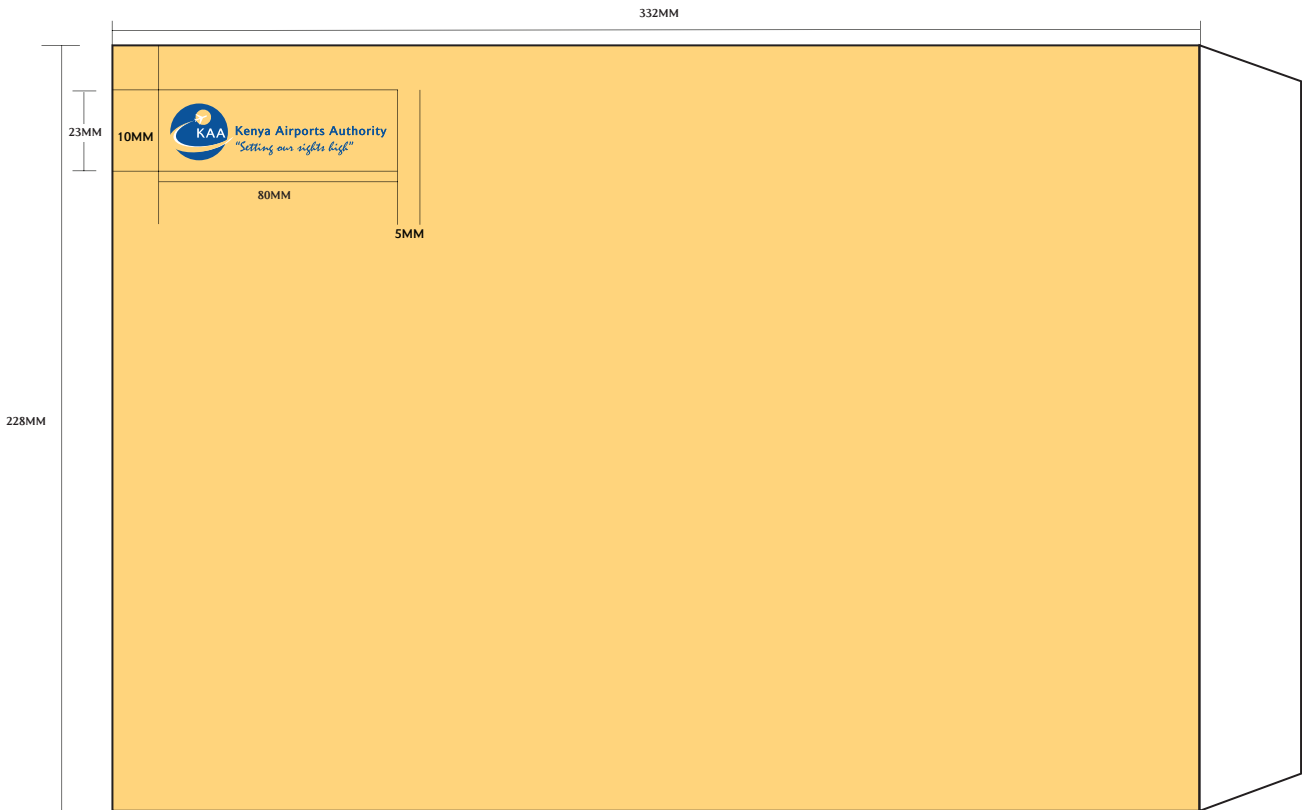 332MM
23MM
10MM
KAA
Kenya Airports Authority
"Setting our sights high"
80MM
5MM
228MM